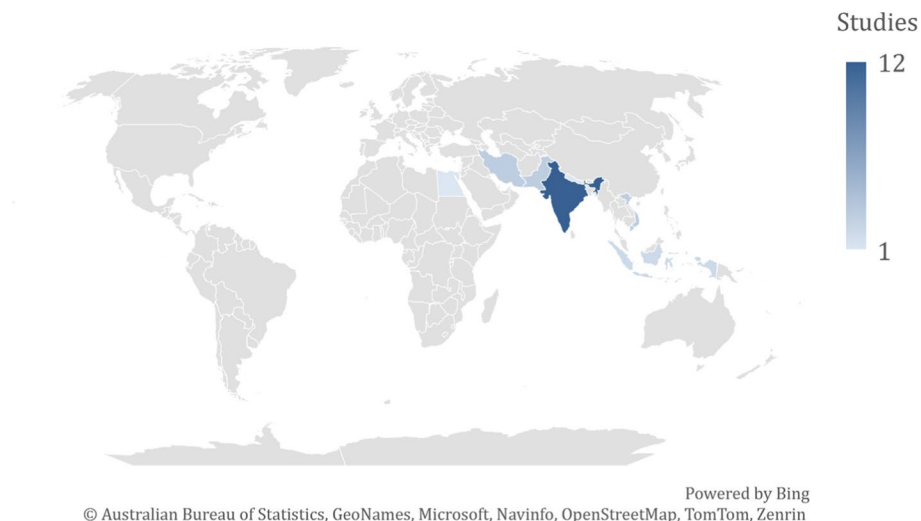 Studies
12
1
Powered by Bing
© Australian Bureau of Statistics, GeoNames, Microsoft, Navinfo, OpenStreetMap, TomTom, Zenrin